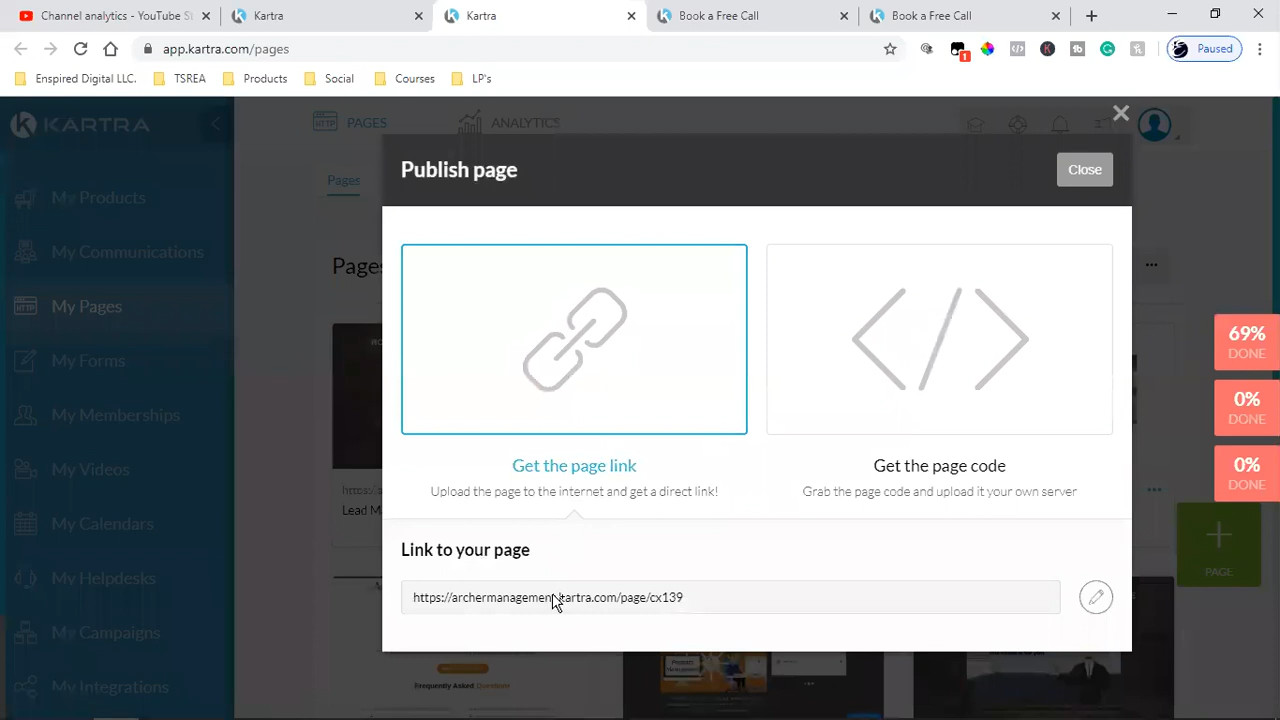 Channel analytics - YouTube St
Kartra
Kartra
Book a Free Call
Book a Free Call
app.kartra.com/pages
1
Paused
Enspired Digital LLC.
TSREA
Products
Social
Courses
LP's
KARTRA
HTTP PAGES
ANALYTICS
Publish page
Close
Pages
My Products
My Communications
HTTP My Pages
My Forms
My Memberships
My Videos
My Calendars
My Helpdesks
My Campaigns
My Integrations
Pages
Lead Ma
Get the page link
Upload the page to the internet and get a direct link!
Get the page code
Grab the page code and upload it your own server
Link to your page
https://archermanagement.kartra.com/page/cx139
69%
DONE
0%
DONE
0%
DONE
PAGE
Frequently Asked Questions